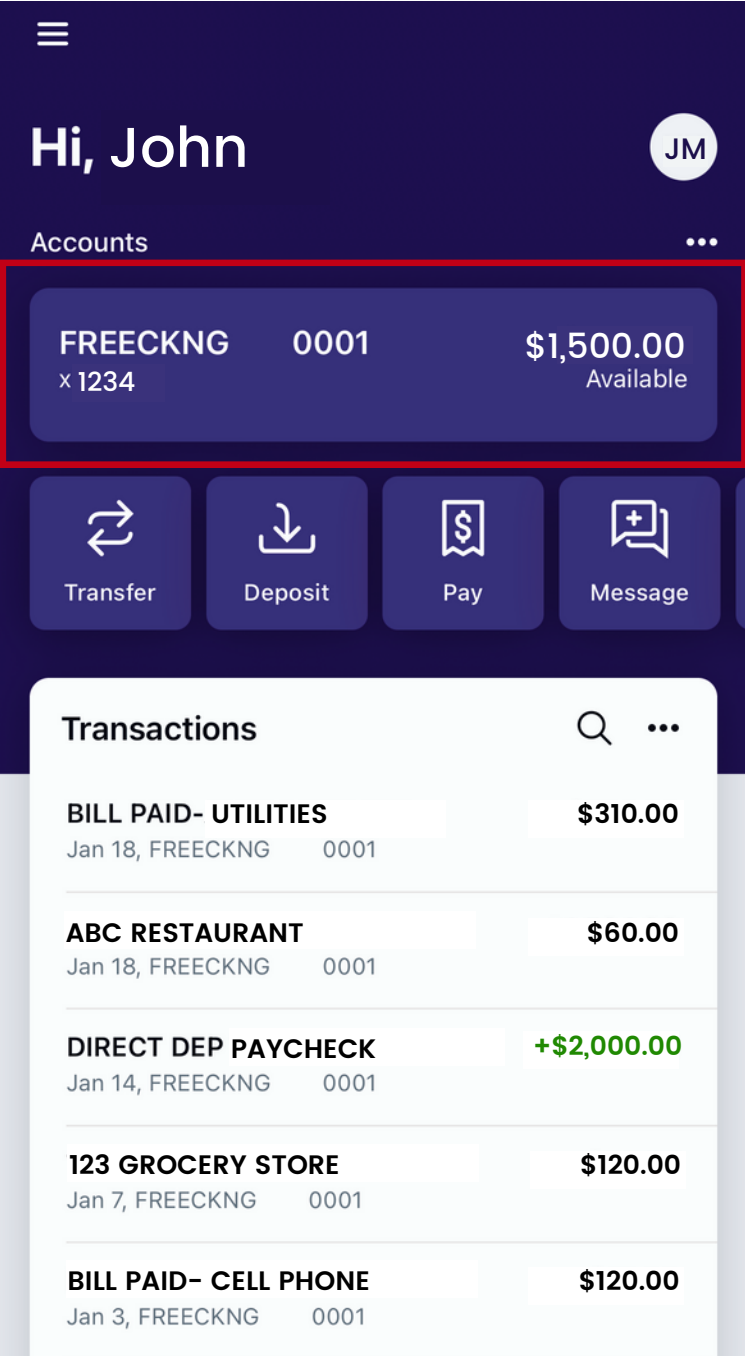 Hi, John
JM
Accounts
FREECKNG 0001 $1,500.00
x 1234 Available
Transfer Deposit Pay Message
Transactions
BILL PAID- UTILITIES $310.00
Jan 18, FREECKNG 0001
ABC RESTAURANT $60.00
Jan 18, FREECKNG 0001
DIRECT DEP PAYCHECK +$2,000.00
Jan 14, FREECKNG 0001
123 GROCERY STORE $120.00
Jan 7, FREECKNG 0001
BILL PAID- CELL PHONE $120.00
Jan 3, FREECKNG 0001